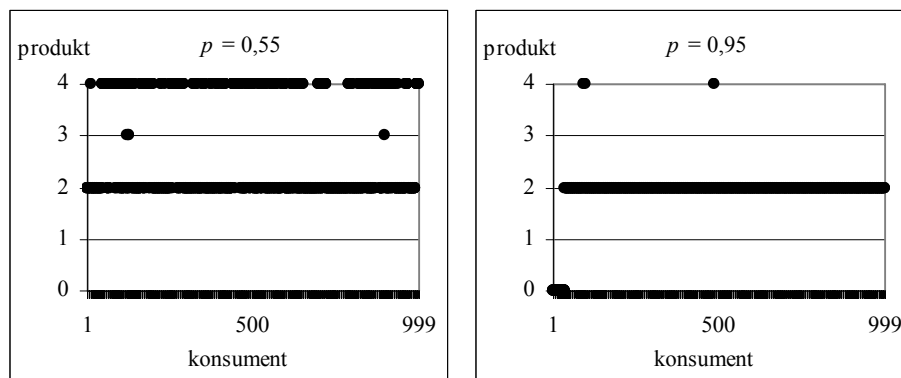 produkt
p = 0,55
4
3
2
1
0
1
500
999
konsument
produkt
p = 0,95
4
3
2
1
0
1
500
999
konsument